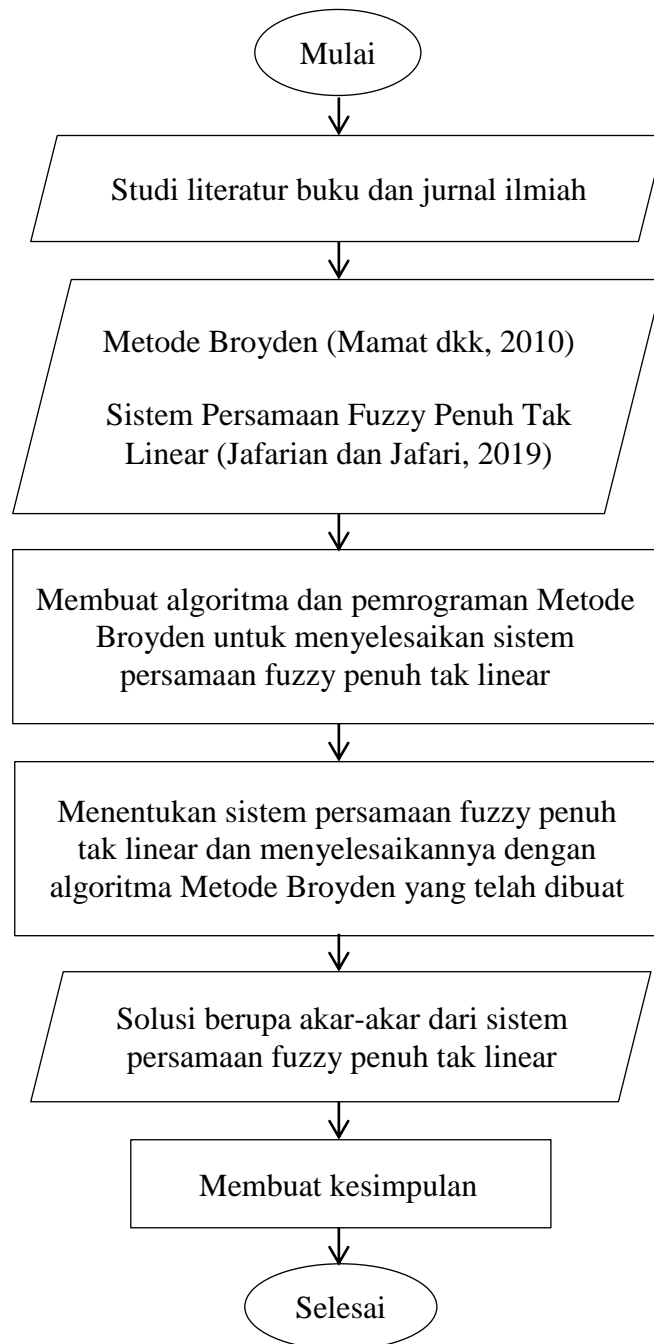 Mulai
Studi literatur buku dan jurnal ilmiah
Metode Broyden (Mamat dkk, 2010)
Sistem Persamaan Fuzzy Penuh Tak
Linear (Jafarian dan Jafari, 2019)
Membuat algoritma dan pemrograman Metode
Broyden untuk menyelesaikan sistem
persamaan fuzzy penuh tak linear
Menentukan sistem persamaan fuzzy penuh
tak linear dan menyelesaikannya dengan
algoritma Metode Broyden yang telah dibuat
Solusi berupa akar-akar dari sistem
persamaan fuzzy penuh tak linear
Membuat kesimpulan
Selesai